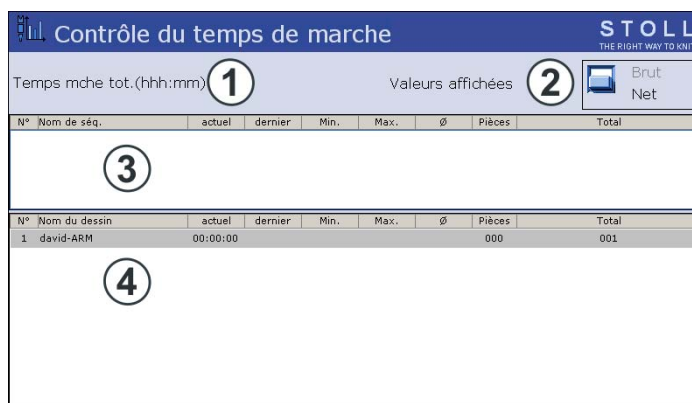 Contrôle du temps de marche
STOLL
THE RIGHT WAY TO KNIT
Temps mche tot.(hhh:mm) 1 Valeurs affichées 2 Brut
Net
N° Nom de séq. actuel dernier Min. Max. Ø Pièces Total
3
N° Nom du dessin actuel dernier Min. Max. Ø Pièces Total
1 david-ARM 00:00:00 000 001
4